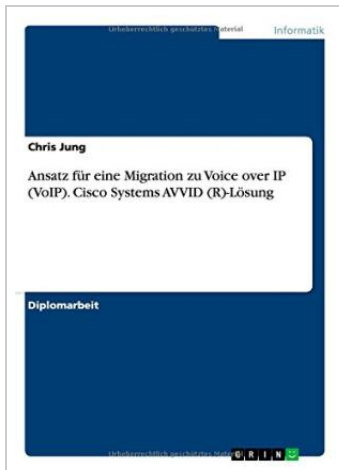 Urheberrechtlich geschütztes Material
Informatik
Chris Jung
Ansatz für eine Migration zu Voice over IP
(VoIP). Cisco Systems AVVID (R)-Lösung
Diplomarbeit
Urheberrechtlich geschütztes Material
GRIN